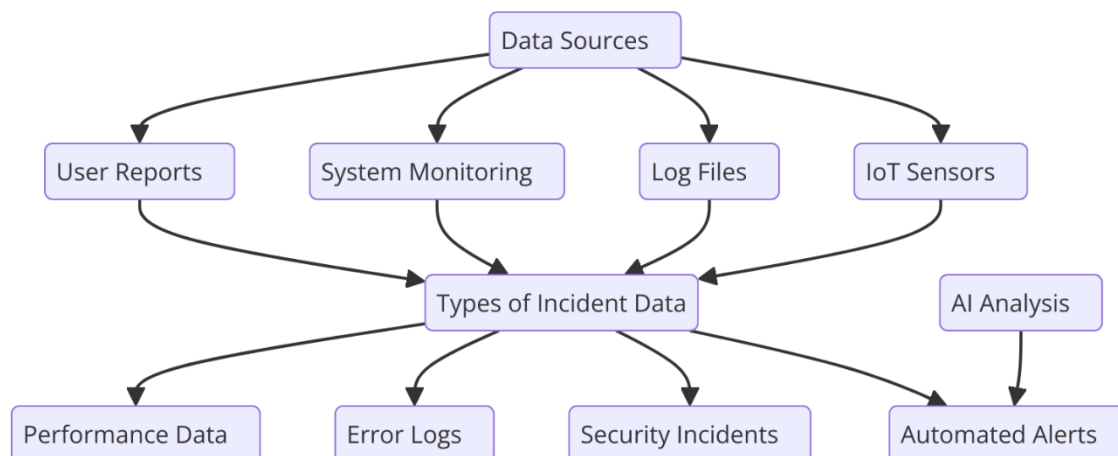 Data Sources
User Reports
System Monitoring
Log Files
IoT Sensors
Types of Incident Data
AI Analysis
Performance Data
Error Logs
Security Incidents
Automated Alerts